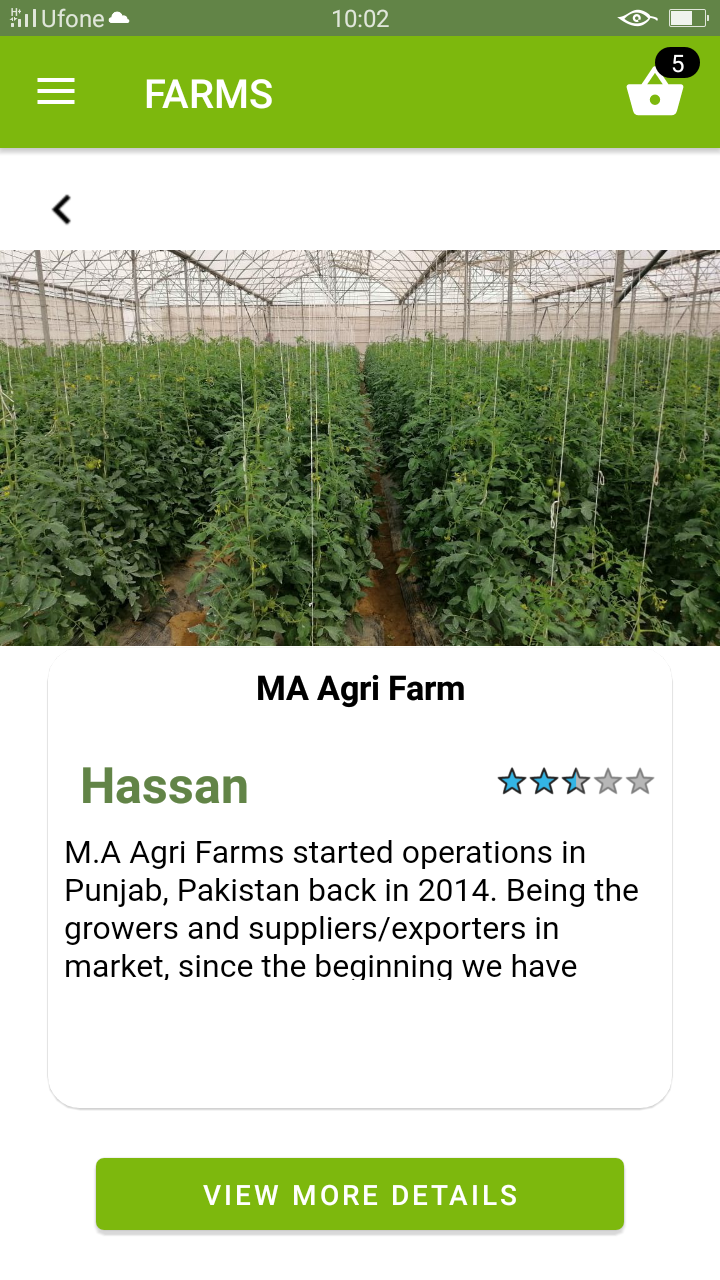 Ufone 10:02
FARMS
5
MA Agri Farm
Hassan
M.A Agri Farms started operations in
Punjab, Pakistan back in 2014. Being the
growers and suppliers/exporters in
market, since the beginning we have
VIEW MORE DETAILS